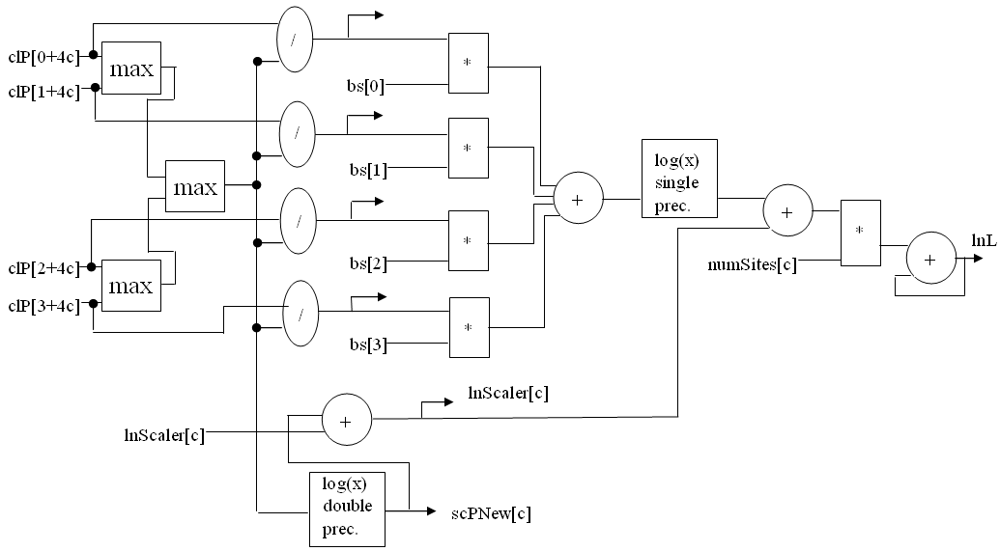 clP[0+4c]
clP[1+4c]
max
/
*
bs[0]
/
*
bs[1]
max
clP[2+4c]
clP[3+4c]
max
/
*
bs[2]
/
*
bs[3]
+
log(x)
single
prec.
+
*
numSites[c]
+
lnL
lnScaler[c]
+
lnScaler[c]
log(x)
double
prec.
scPNew[c]